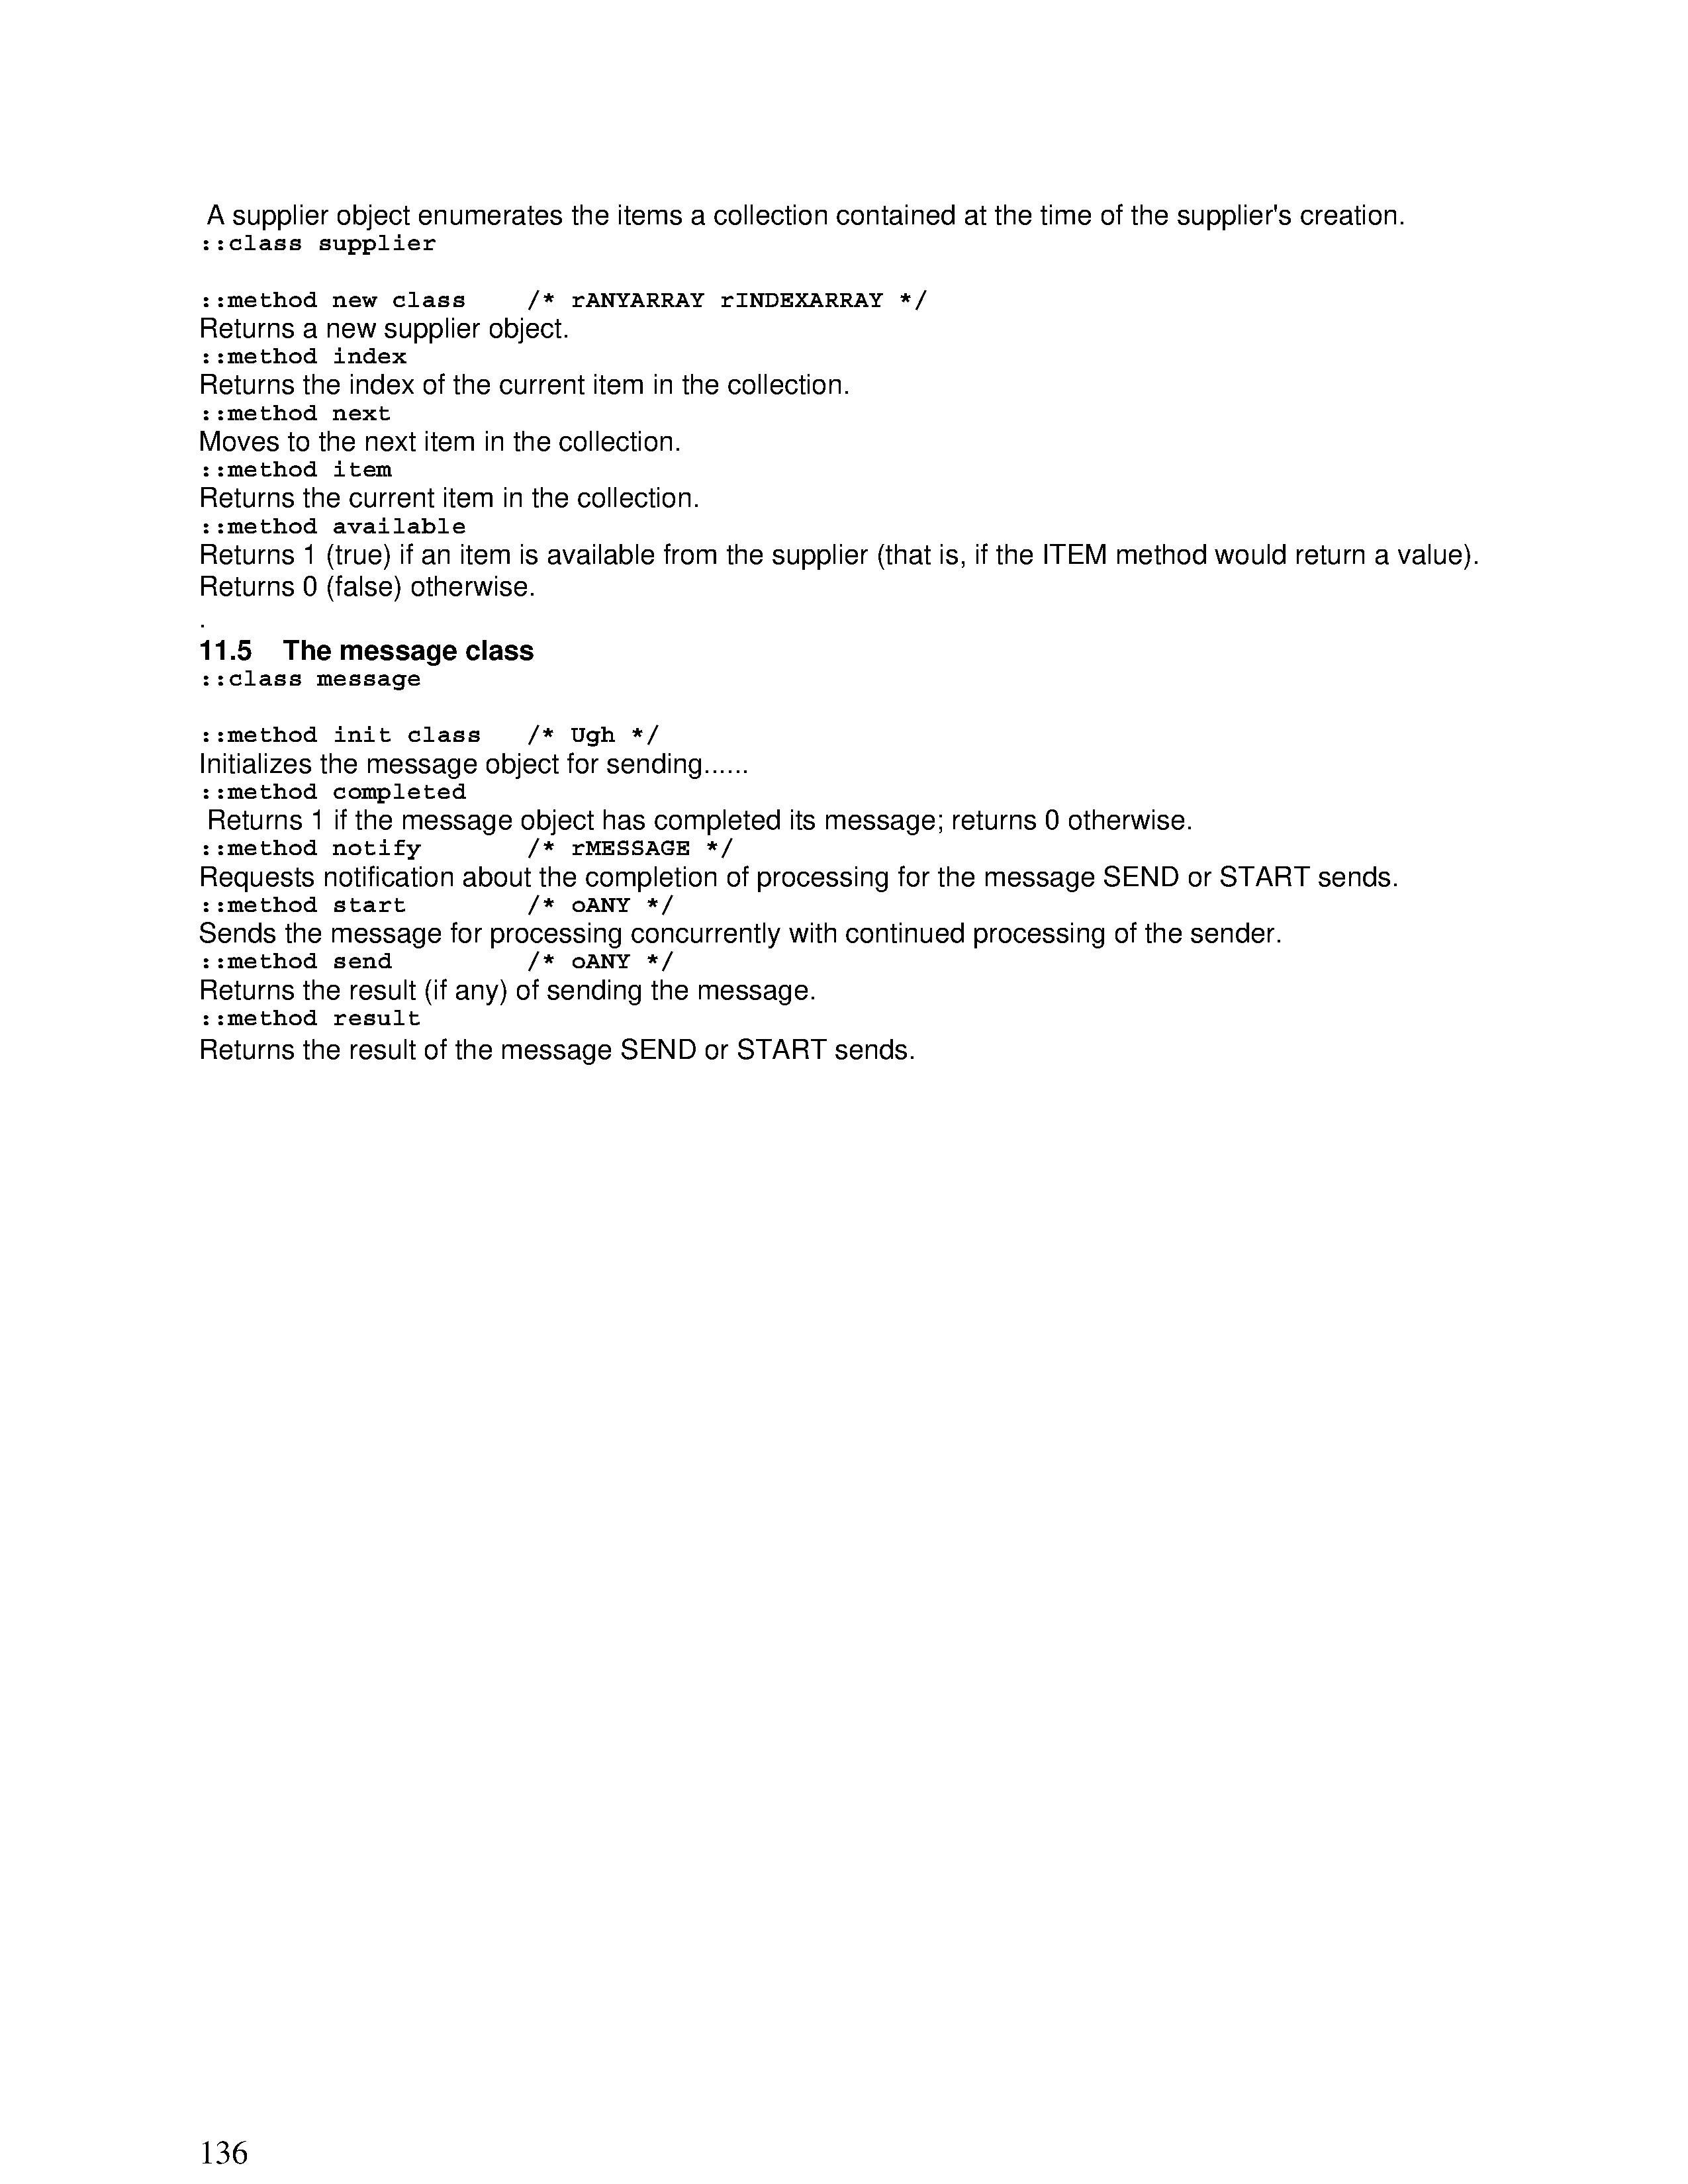 A supplier object enumerates the items a collection contained at the time of the supplier's creation.
::class supplier
::method new class    /* rANYARRAY rINDEXARRAY */
Returns a new supplier object.
::method index
Returns the index of the current item in the collection.
::method next
Moves to the next item in the collection.
::method item
Returns the current item in the collection.
::method available
Returns 1 (true) if an item is available from the supplier (that is, if the ITEM method would return a value).
Returns 0 (false) otherwise.
.
11.5    The message class
::class message
::method init class   /* Ugh */
Initializes the message object for sending......
::method completed
Returns 1 if the message object has completed its message; returns 0 otherwise.
::method notify       /* rMESSAGE */
Requests notification about the completion of processing for the message SEND or START sends.
::method start        /* oANY */
Sends the message for processing concurrently with continued processing of the sender.
::method send         /* oANY */
Returns the result (if any) of sending the message.
::method result
Returns the result of the message SEND or START sends.
136